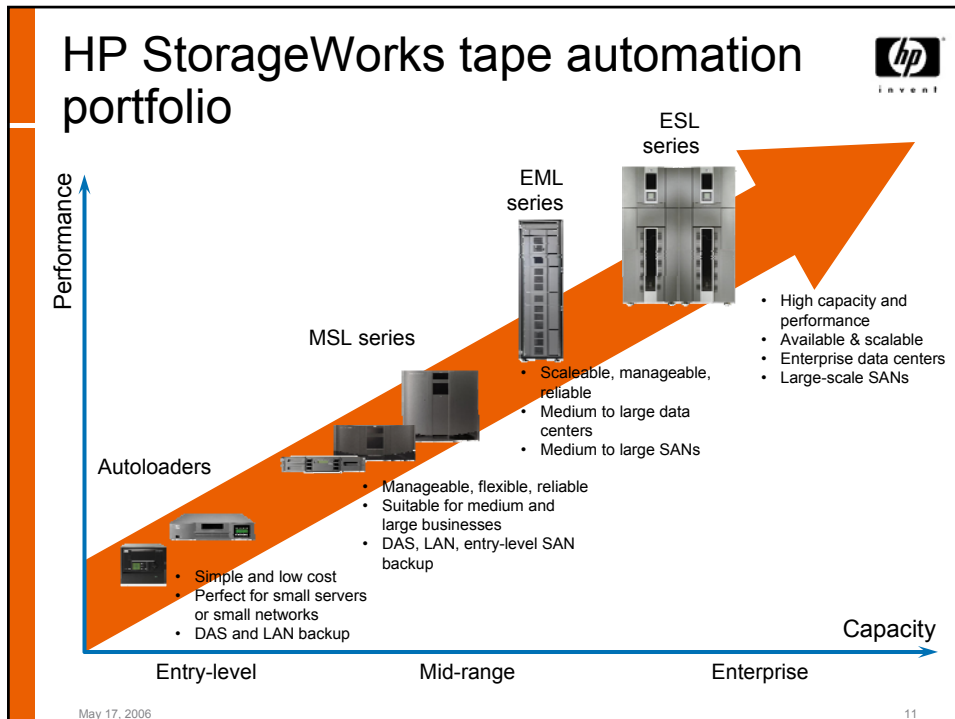 HP StorageWorks tape automation
portfolio
hp
invent
ESL
series
EML
series
Performance
• High capacity and
performance
• Available & scalable
• Enterprise data centers
• Large-scale SANs
MSL series
• Scaleable, manageable,
reliable
• Medium to large data
centers
• Medium to large SANs
Autoloaders
• Manageable, flexible, reliable
• Suitable for medium and
large businesses
• DAS, LAN, entry-level SAN
backup
• Simple and low cost
• Perfect for small servers
or small networks
• DAS and LAN backup
Capacity
Entry-level
Mid-range
Enterprise
May 17, 2006
11